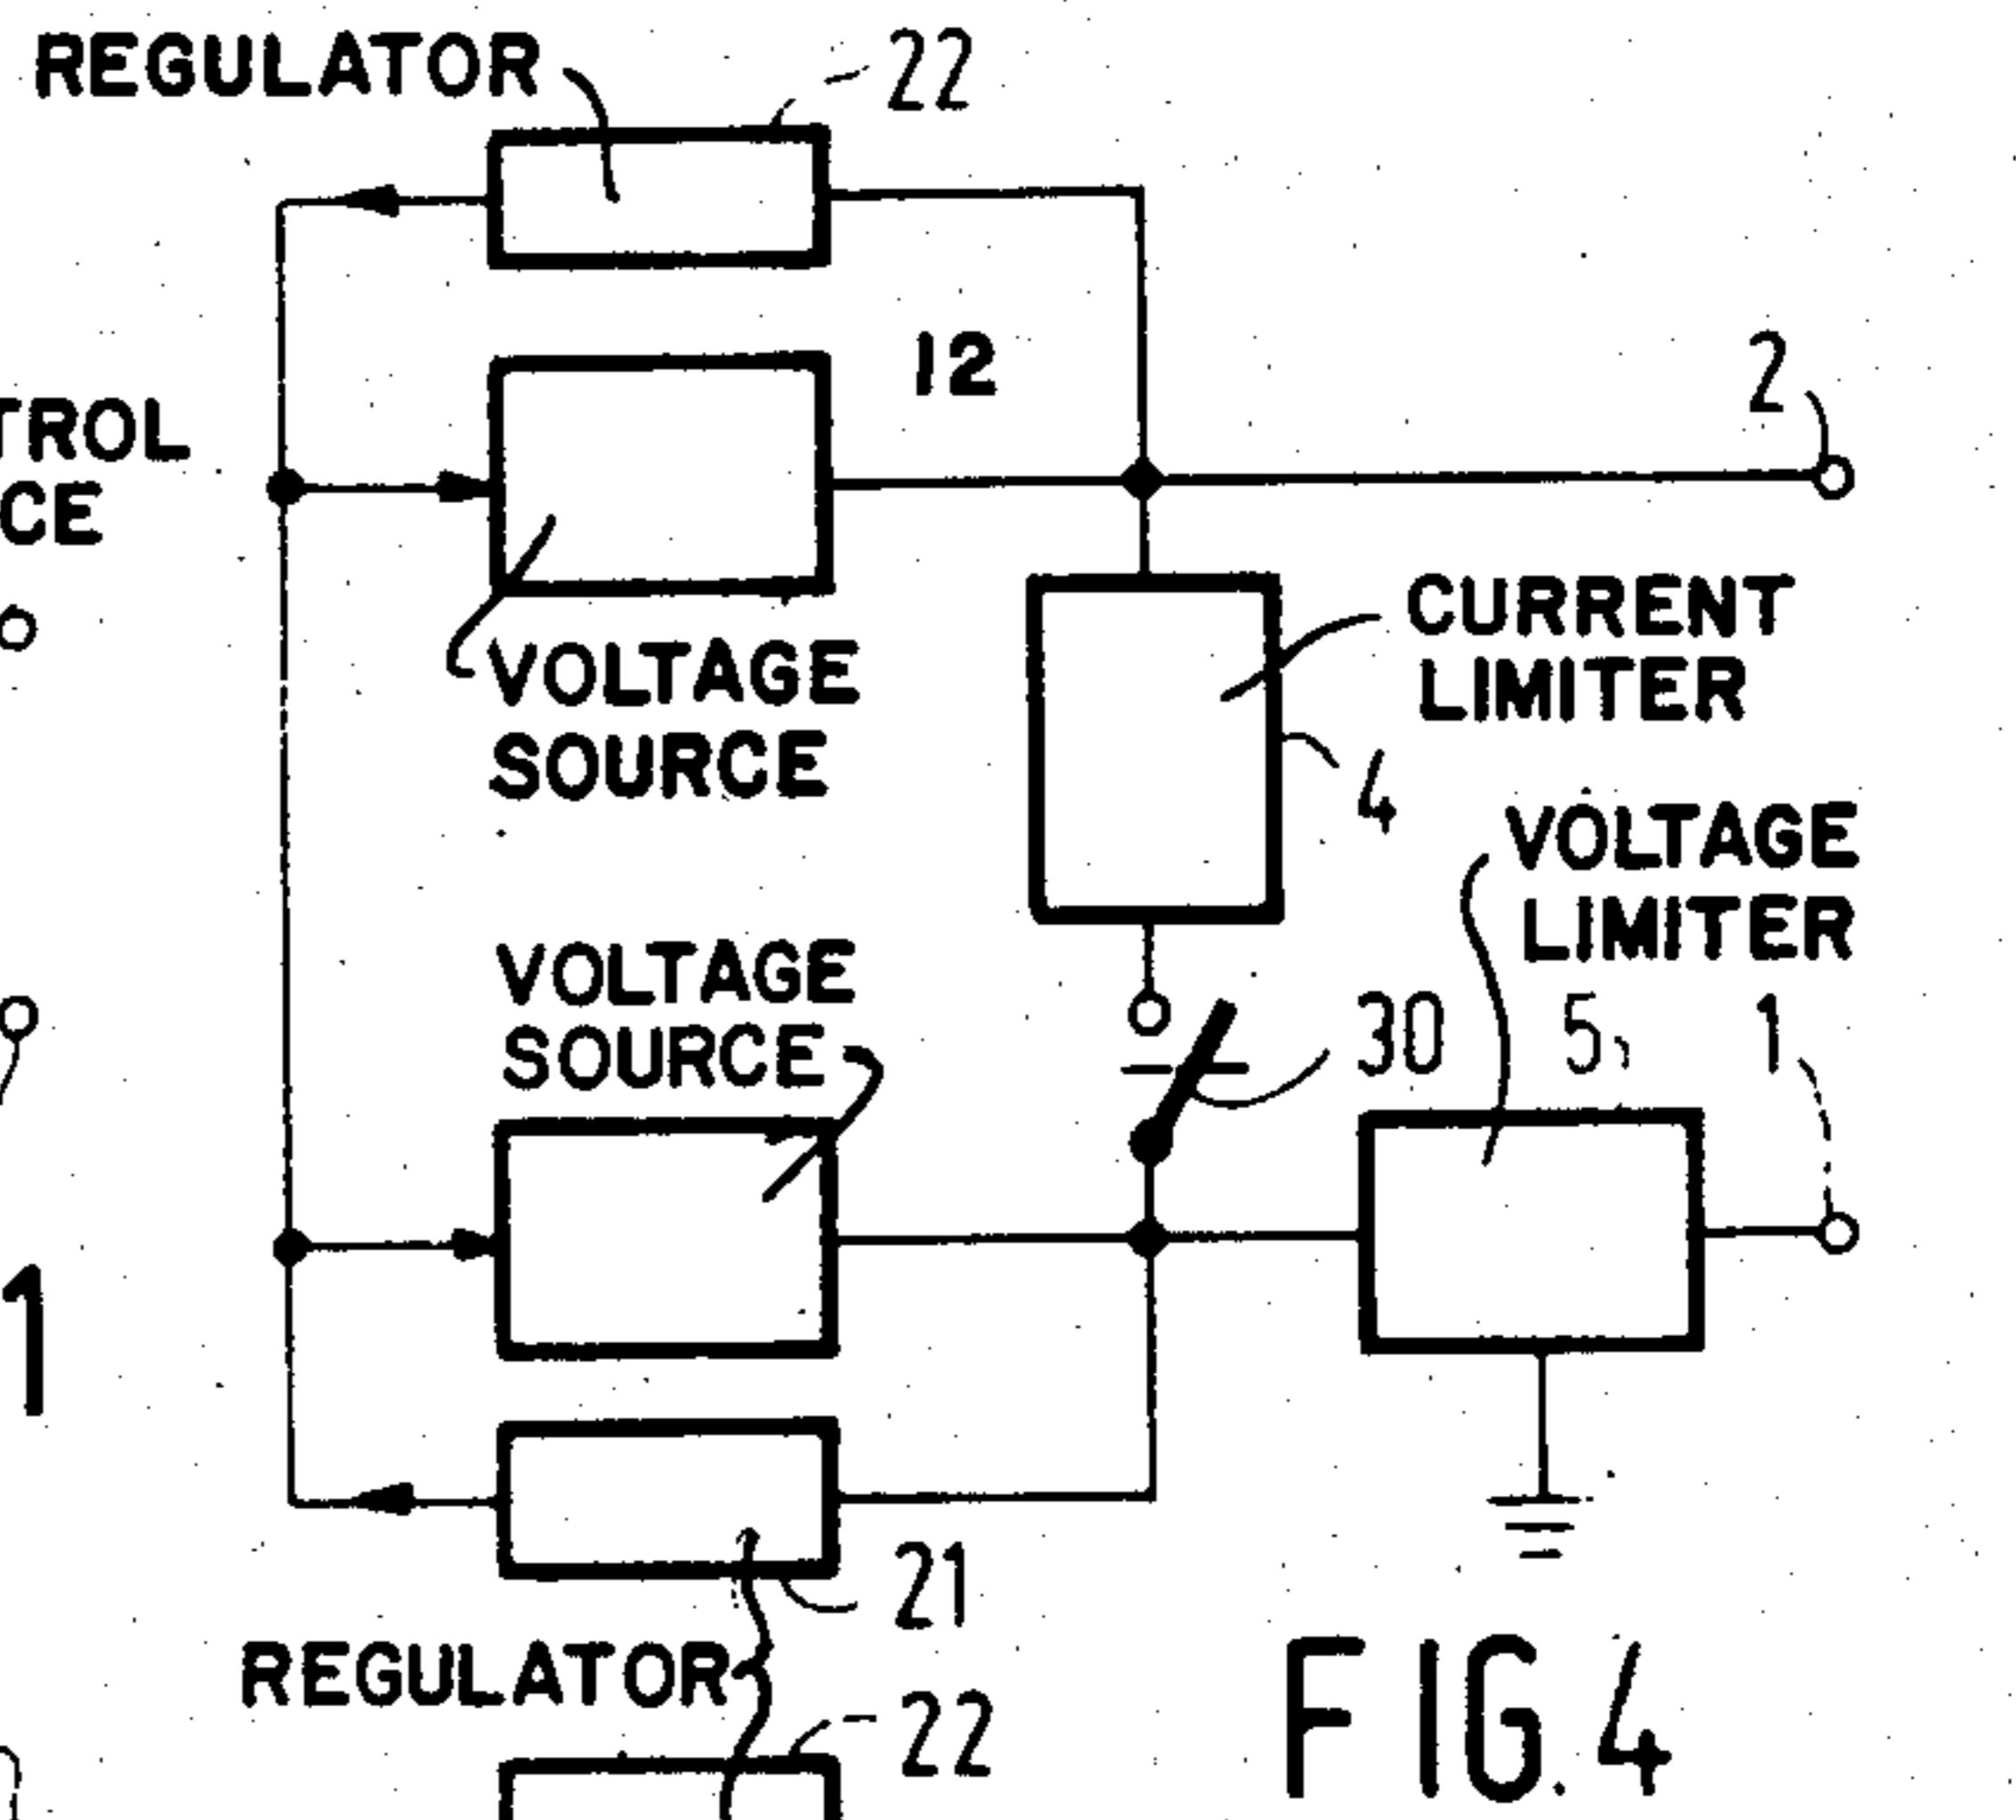 REGULATOR 22
12
2
TROL
CE
VOLTAGE
SOURCE
CURRENT
LIMITER
4
VOLTAGE
LIMITER
VOLTAGE
SOURCE
30 5, 1
1
21
REGULATOR
22
FIG. 4